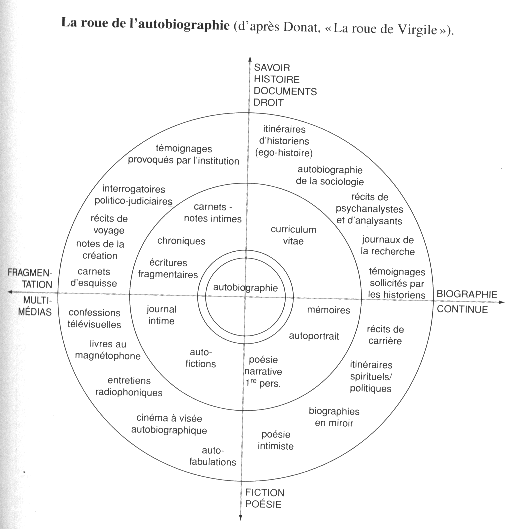 La roue de l'autobiographie (d'après Donat, « La roue de Virgile »).
SAVOIR
HISTOIRE
DOCUMENTS
DROIT
itinéraires
d'historiens
(ego-histoire)
témoignages
provoqués par l'institution
autobiographie
de la sociologie
interrogatoires
politico-judiciaires
récits de
psychanalystes
et d'analysants
carnets -
notes intimes
récits de
voyage
curriculum
vitae
chroniques
journaux de
la recherche
notes de la
création
écritures
fragmentaires
témoignages
sollicités par
les historiens
carnets
d'esquisse
FRAGMEN-
TATION
autobiographie
BIOGRAPHIE
MULTI-
MÉDIAS
CONTINUE
confessions
télévisuelles
journal
intime
mémoires
récits de
carrière
autoportrait
livres au
magnétophone
auto-
fictions
poésie
narrative
1re pers.
itinéraires
spirituels/
politiques
entretiens
radiophoniques
biographies
en miroir
cinéma à visée
autobiographique
poésie
intimiste
auto-
fabulations
FICTION
POÉSIE